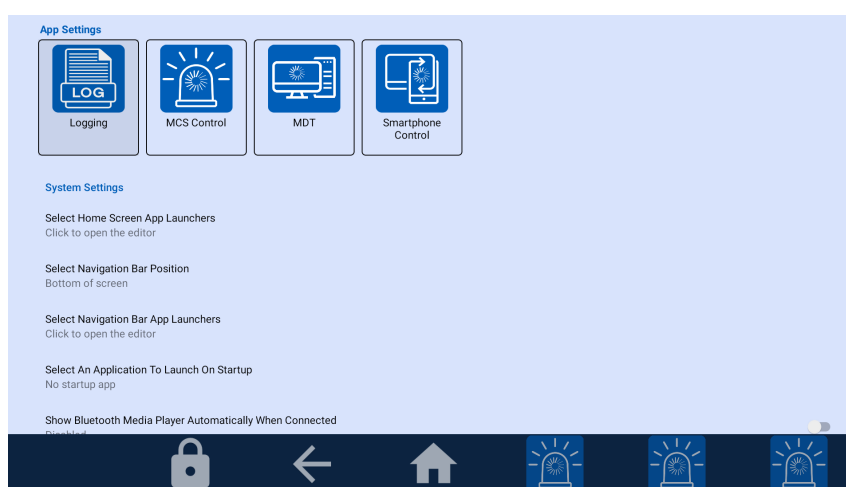 App Settings
LOG
Logging
MCS Control
MDT
Smartphone
Control
System Settings
Select Home Screen App Launchers
Click to open the editor
Select Navigation Bar Position
Bottom of screen
Select Navigation Bar App Launchers
Click to open the editor
Select An Application To Launch On Startup
No startup app
Show Bluetooth Media Player Automatically When Connected
Disabled